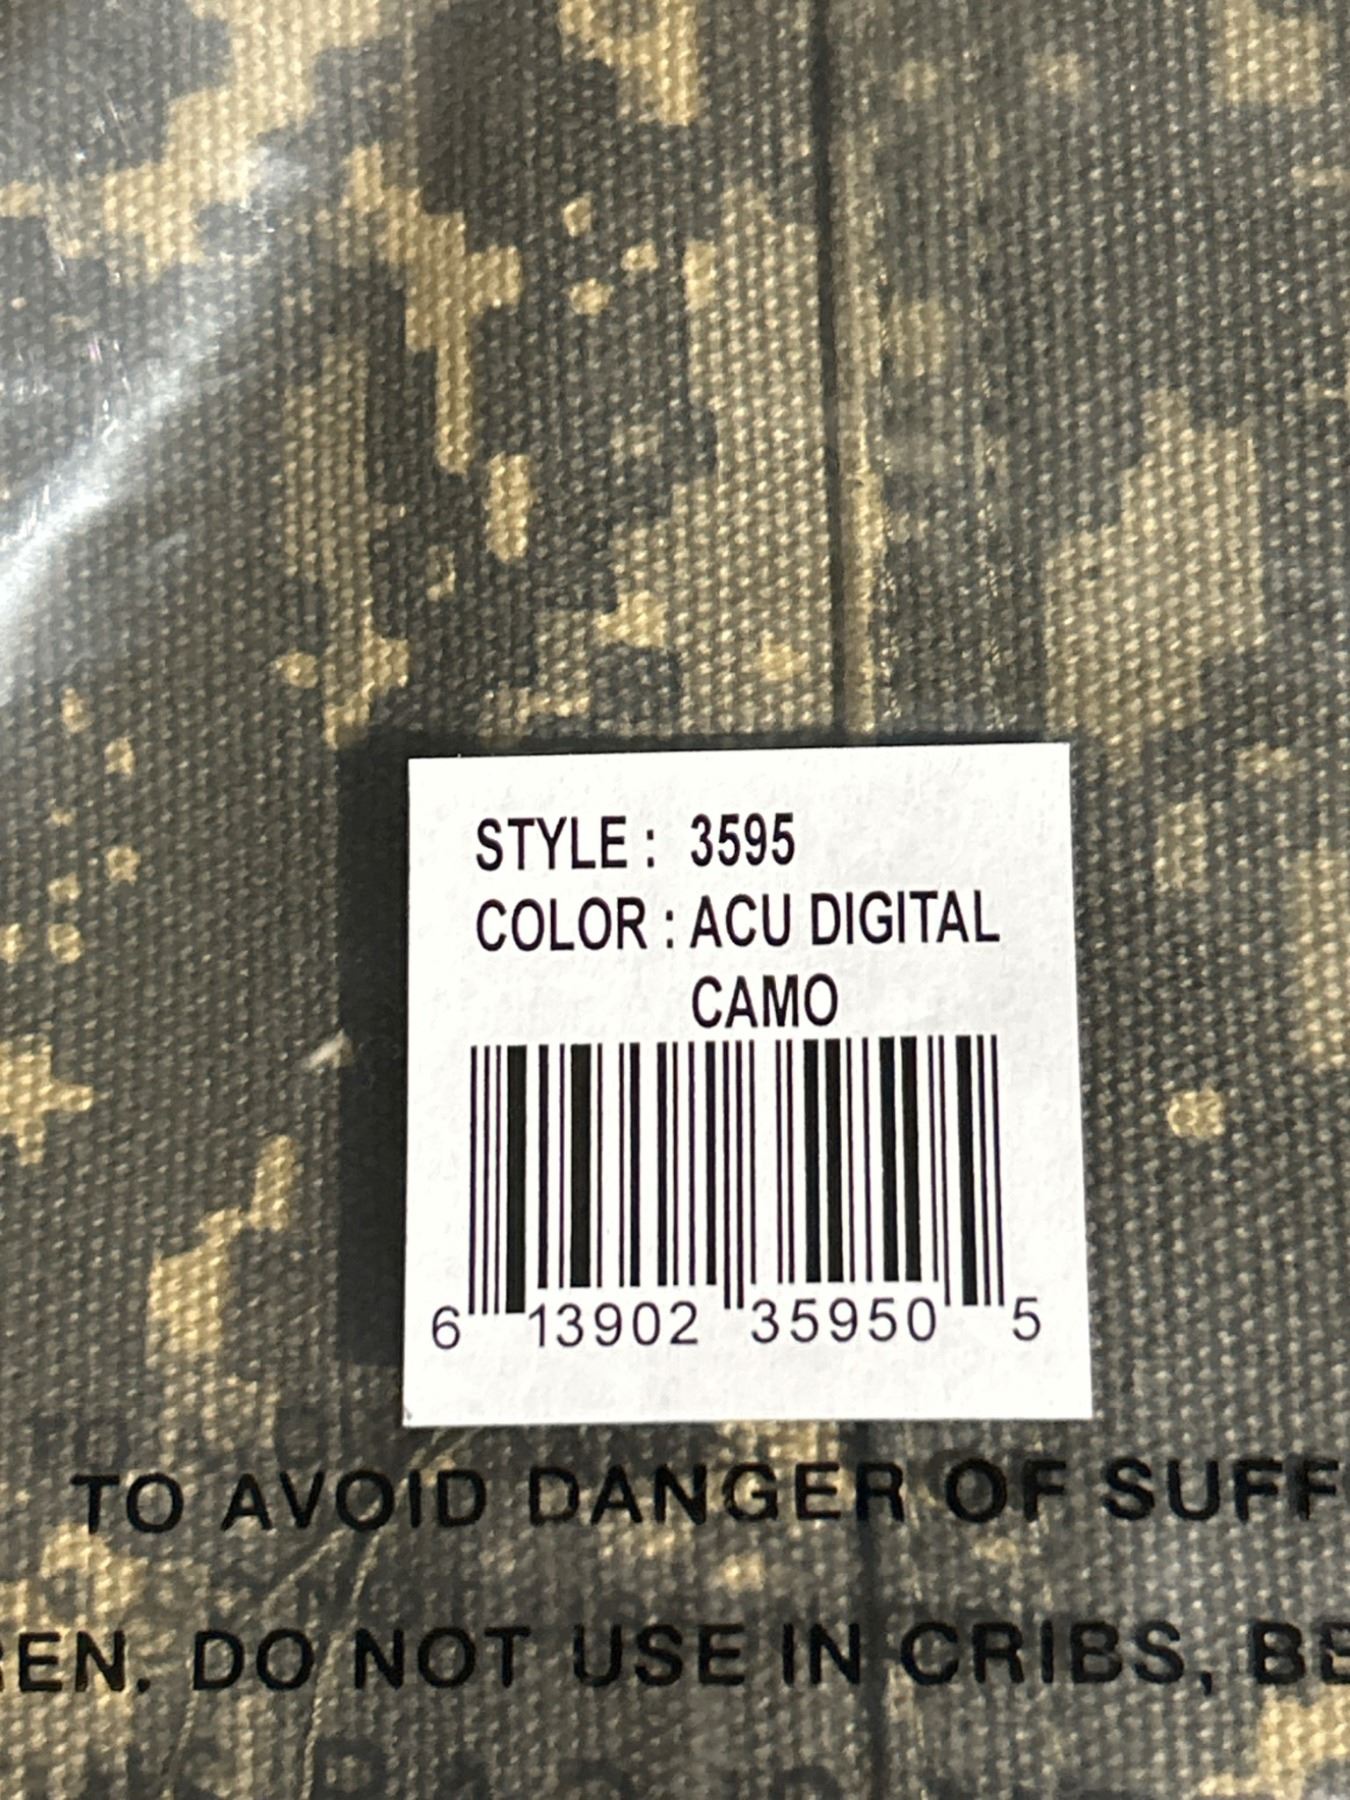 STYLE : 3595
COLOR : ACU DIGITAL
CAMO
6 13902 35950 5
TO AVOID DANGER OF SUFF
REN. DO NOT USE IN CRIBS, BE